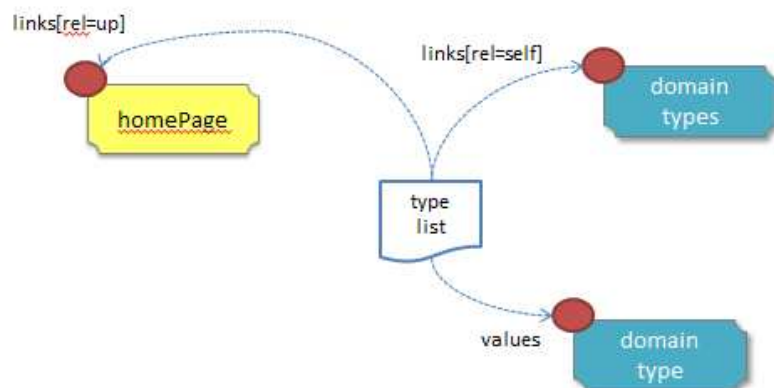 links[rel=up]
links[rel=self]
homePage
domain
types
type
list
values
domain
type